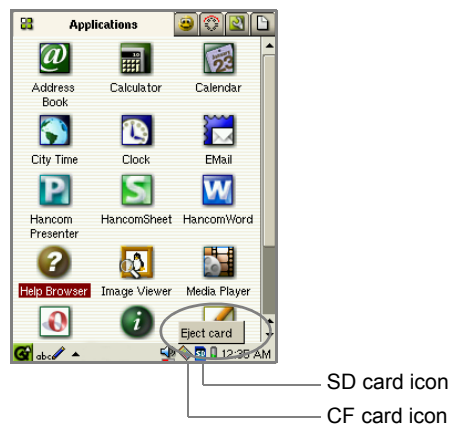 Applications
Address Book
Calculator
Calendar
City Time
Clock
EMail
Hancom Presenter
HancomSheet
HancomWord
Help Browser
Image Viewer
Media Player
Eject card
abc
SD
12:35 AM
SD card icon
CF card icon